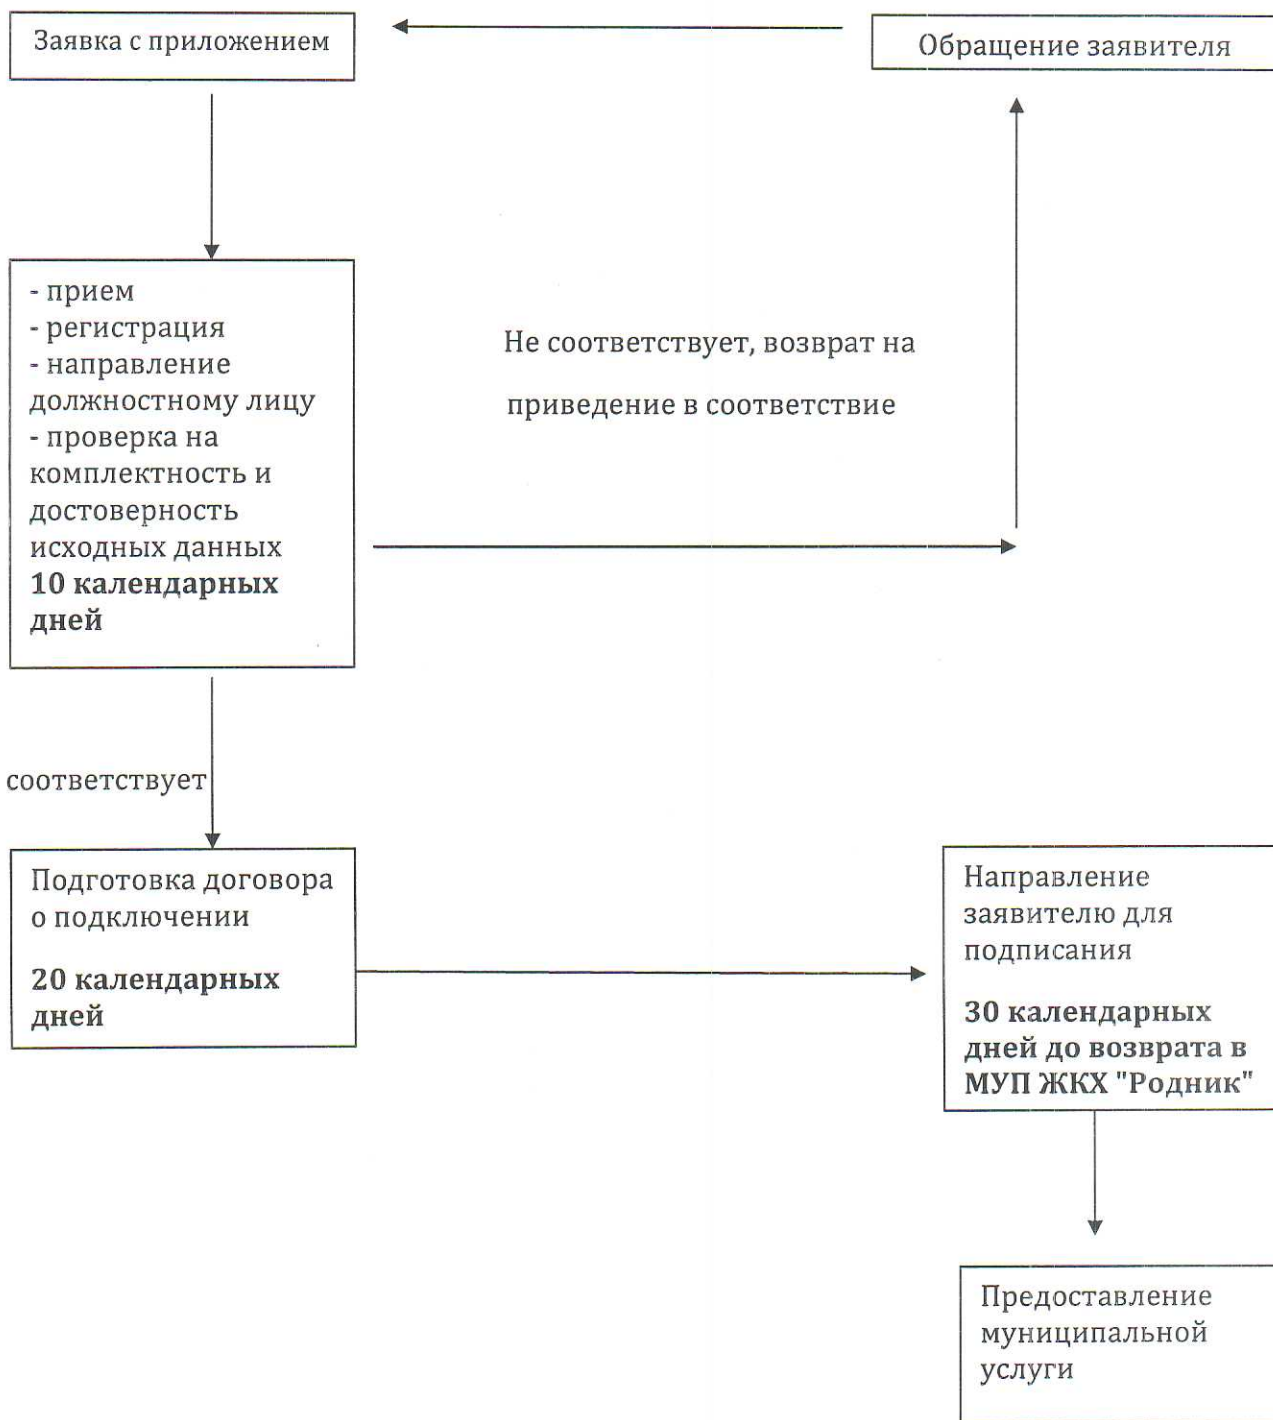 Заявка с приложением
Обращение заявителя
- прием
- регистрация
- направление
должностному лицу
- проверка на
комплектность и
достоверность
исходных данных
10 календарных
дней
Не соответствует, возврат на
приведение в соответствие
соответствует
Подготовка договора
о подключении
20 календарных
дней
Направление
заявителю для
подписания
30 календарных
дней до возврата в
МУП ЖКХ "Родник"
Предоставление
муниципальной
услуги